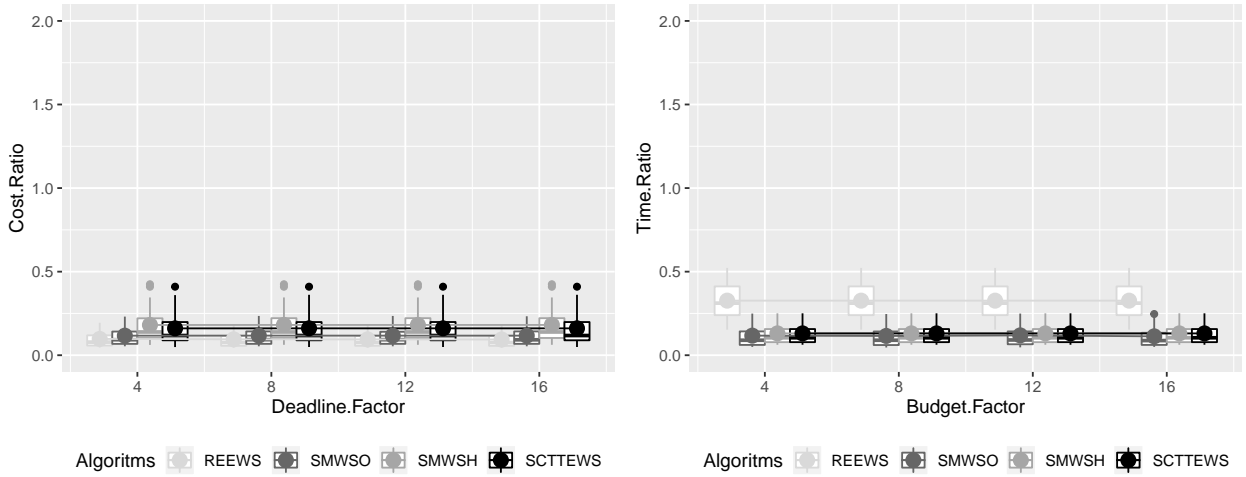 2.0
1.5
1.0
0.5
0.0
Cost.Ratio
4 8 12 16
Deadline.Factor
Algoritms REEWS SMWSO SMWSH SCTTEWS
2.0
1.5
1.0
0.5
0.0
Time.Ratio
4 8 12 16
Budget.Factor
Algoritms REEWS SMWSO SMWSH SCTTEWS